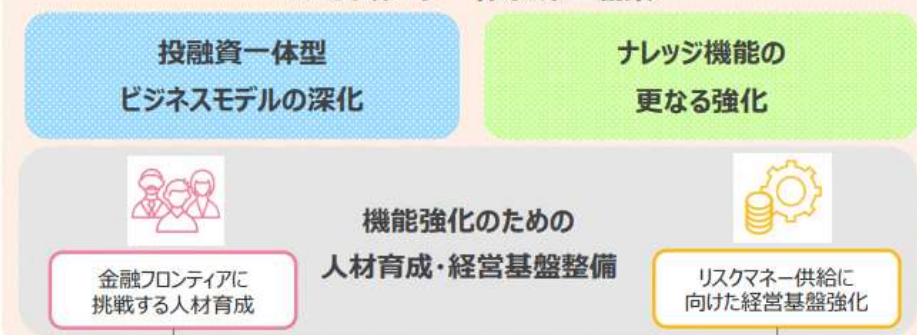 投融資一体型
ビジネスモデルの深化
ナレッジ機能の
更なる強化
機能強化のための
人材育成・経営基盤整備
金融フロンティアに
挑戦する人材育成
リスクマネー供給に
向けた経営基盤強化